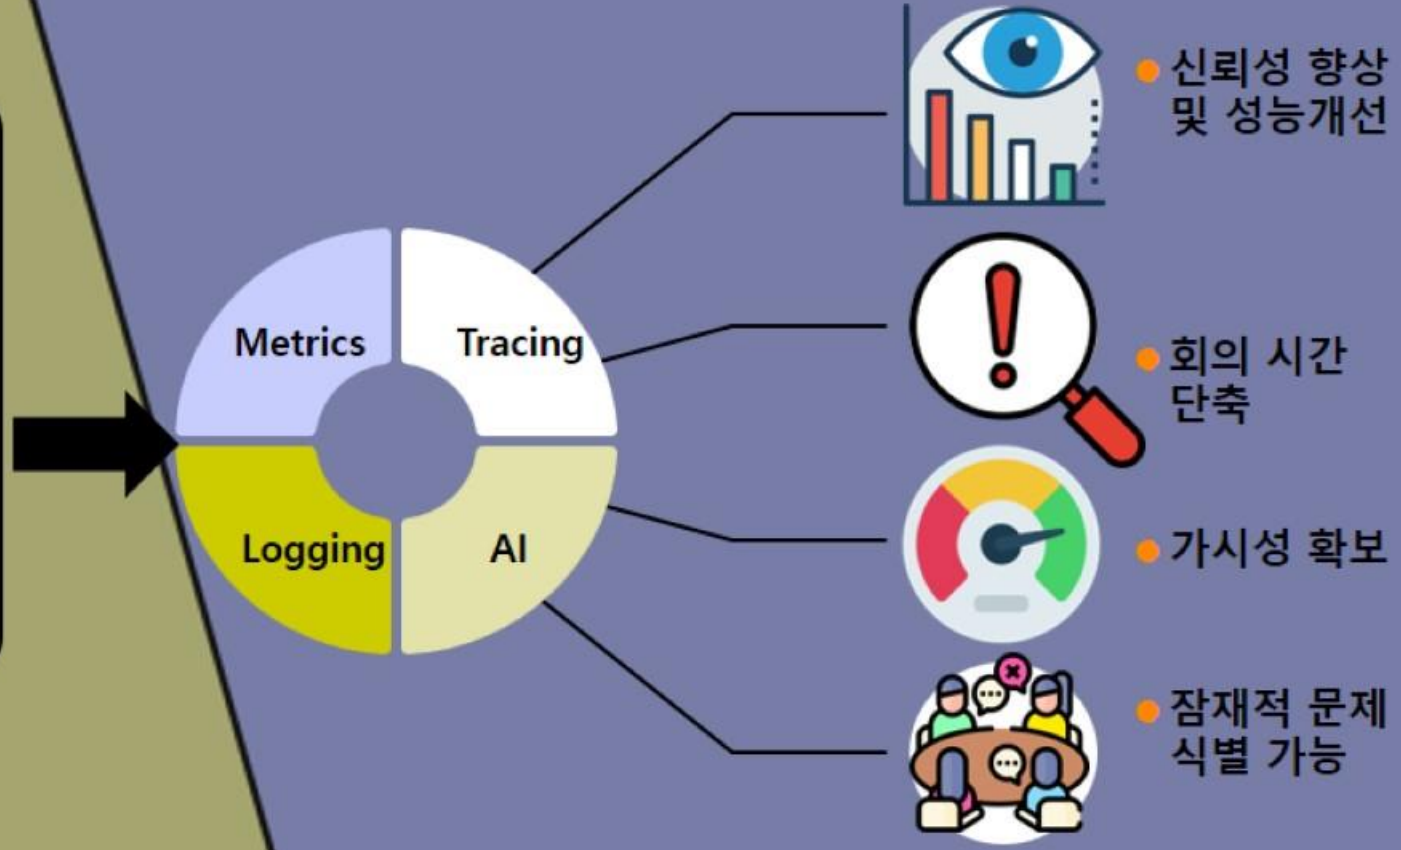 Metrics
Tracing
Logging
AI
신뢰성 향상
및 성능개선
회의 시간
단축
가시성 확보
잠재적 문제
식별 가능